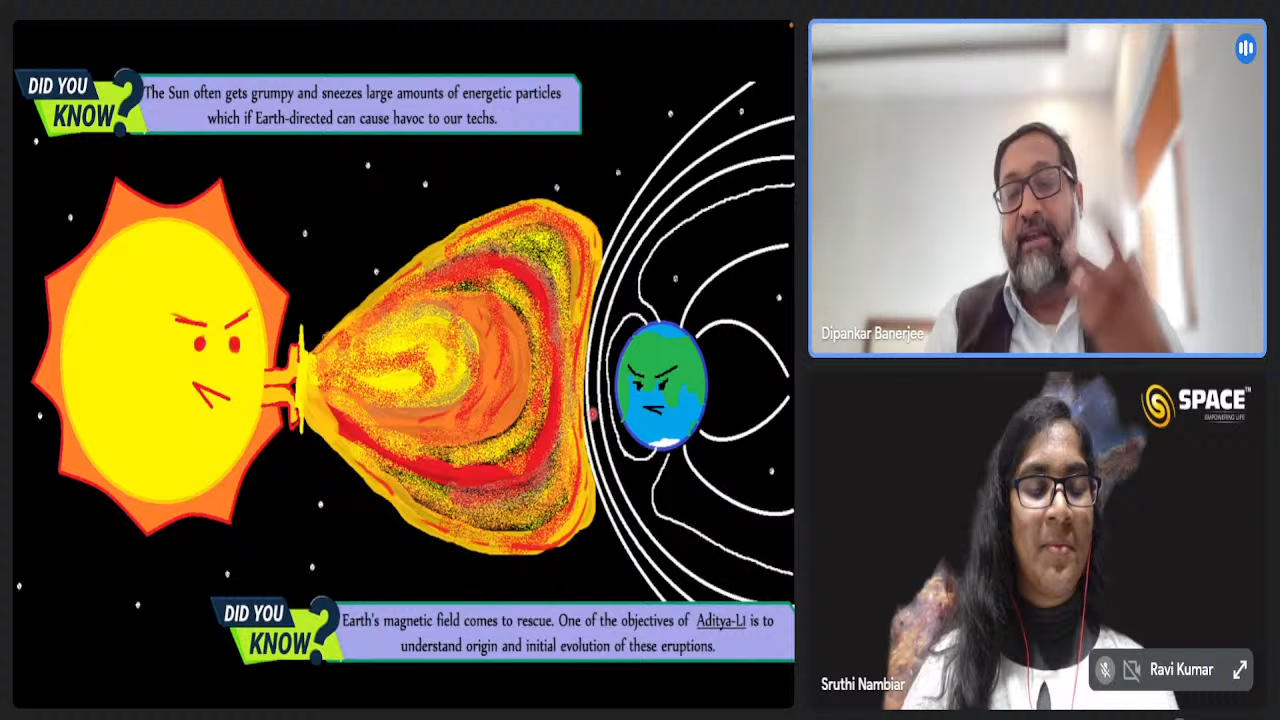 DID YOU
KNOW?
The Sun often gets grumpy and sneezes large amounts of energetic particles
which if Earth-directed can cause havoc to our techs.
DID YOU
KNOW?
Earth's magnetic field comes to rescue. One of the objectives of Aditya-L1 is to
understand origin and initial evolution of these eruptions.
Dipankar Banerjee
SPACE™
EMPOWERING LIFE
Sruthi Nambiar
Ravi Kumar